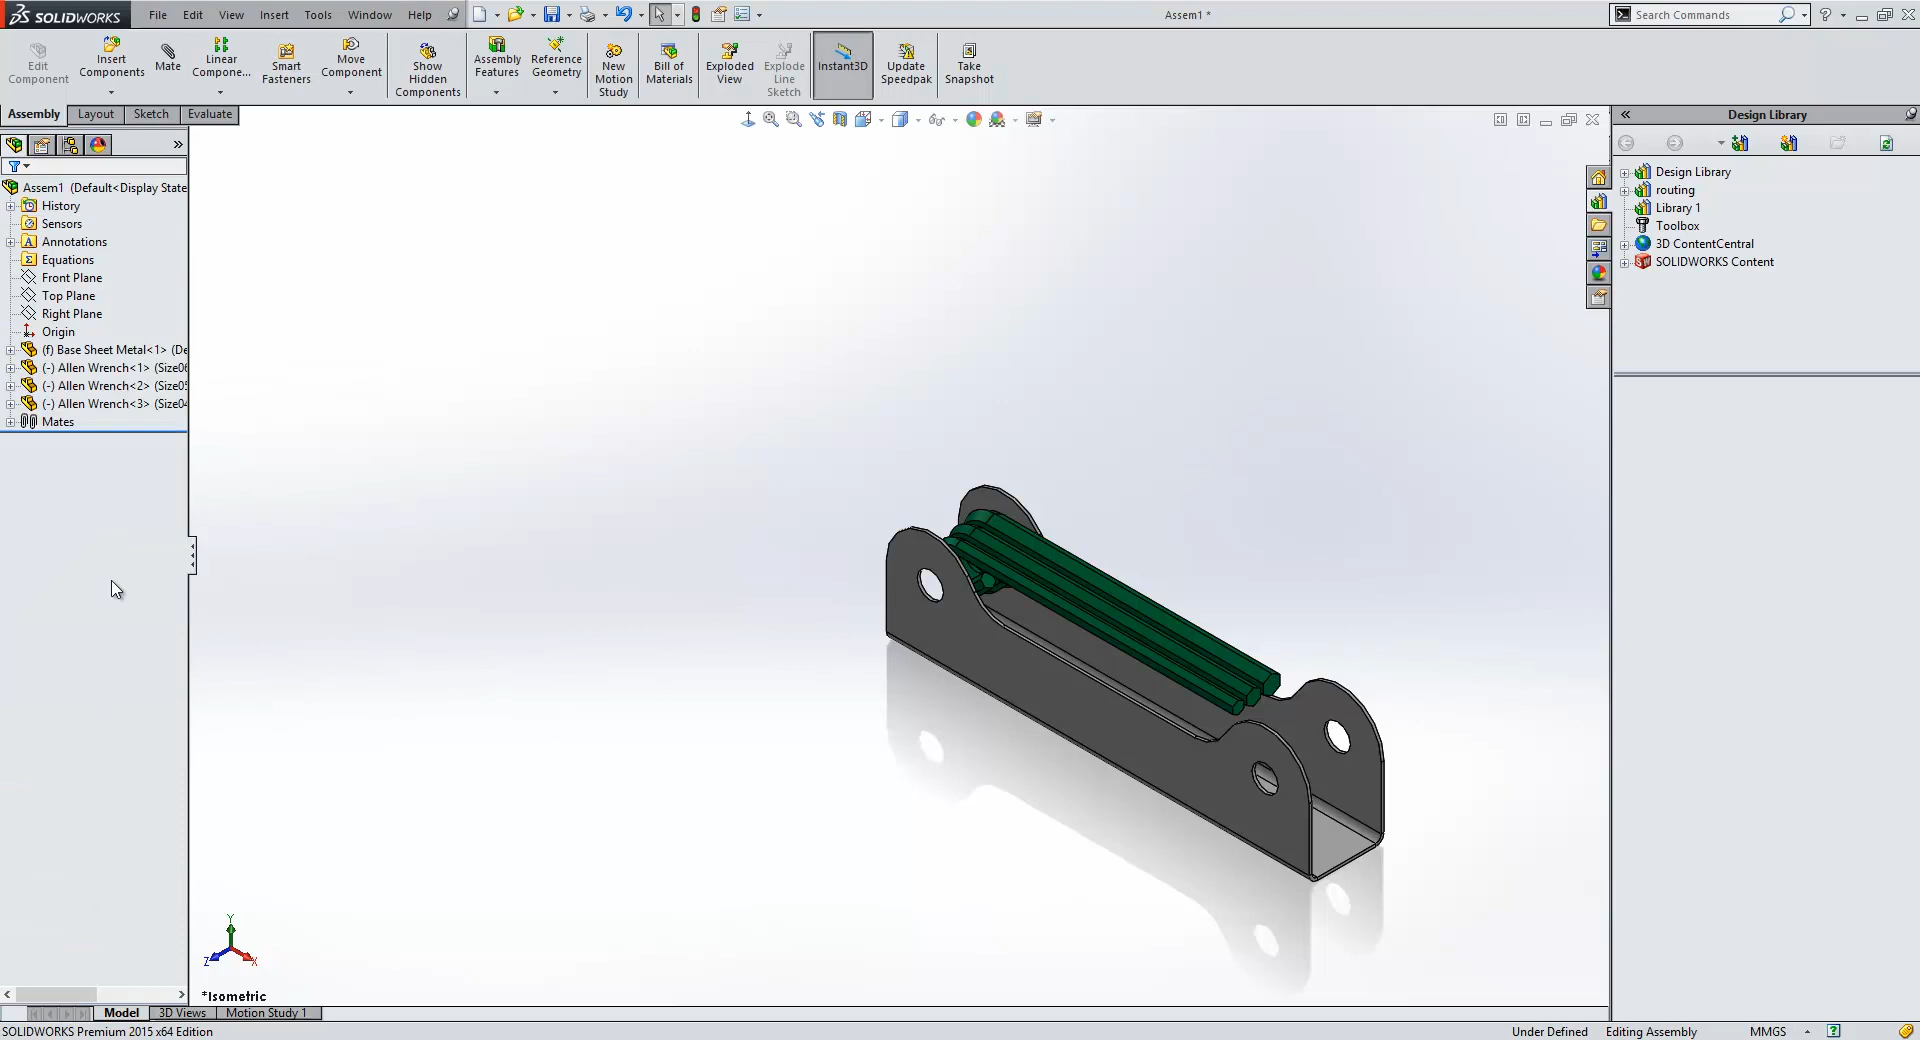 SOLIDWORKS File Edit View Insert Tools Window Help Assem1 * Search Commands
Edit Component
Insert Components
Mate
Linear Compone...
Smart Fasteners
Move Component
Show Hidden Components
Assembly Features
Reference Geometry
New Motion Study
Bill of Materials
Exploded View
Explode Line Sketch
Instant3D
Update Speedpak
Take Snapshot
Assembly Layout Sketch Evaluate
Assem1 (Default<Display State
History
Sensors
Annotations
Equations
Front Plane
Top Plane
Right Plane
Origin
(f) Base Sheet Metal<1> (De
(-) Allen Wrench<1> (Size06
(-) Allen Wrench<2> (Size05
(-) Allen Wrench<3> (Size04
Mates
Design Library
Design Library
routing
Library 1
Toolbox
3D ContentCentral
SOLIDWORKS Content
Y
Z
X
*Isometric
Model 3D Views Motion Study 1
SOLIDWORKS Premium 2015 x64 Edition Under Defined Editing Assembly MMGS